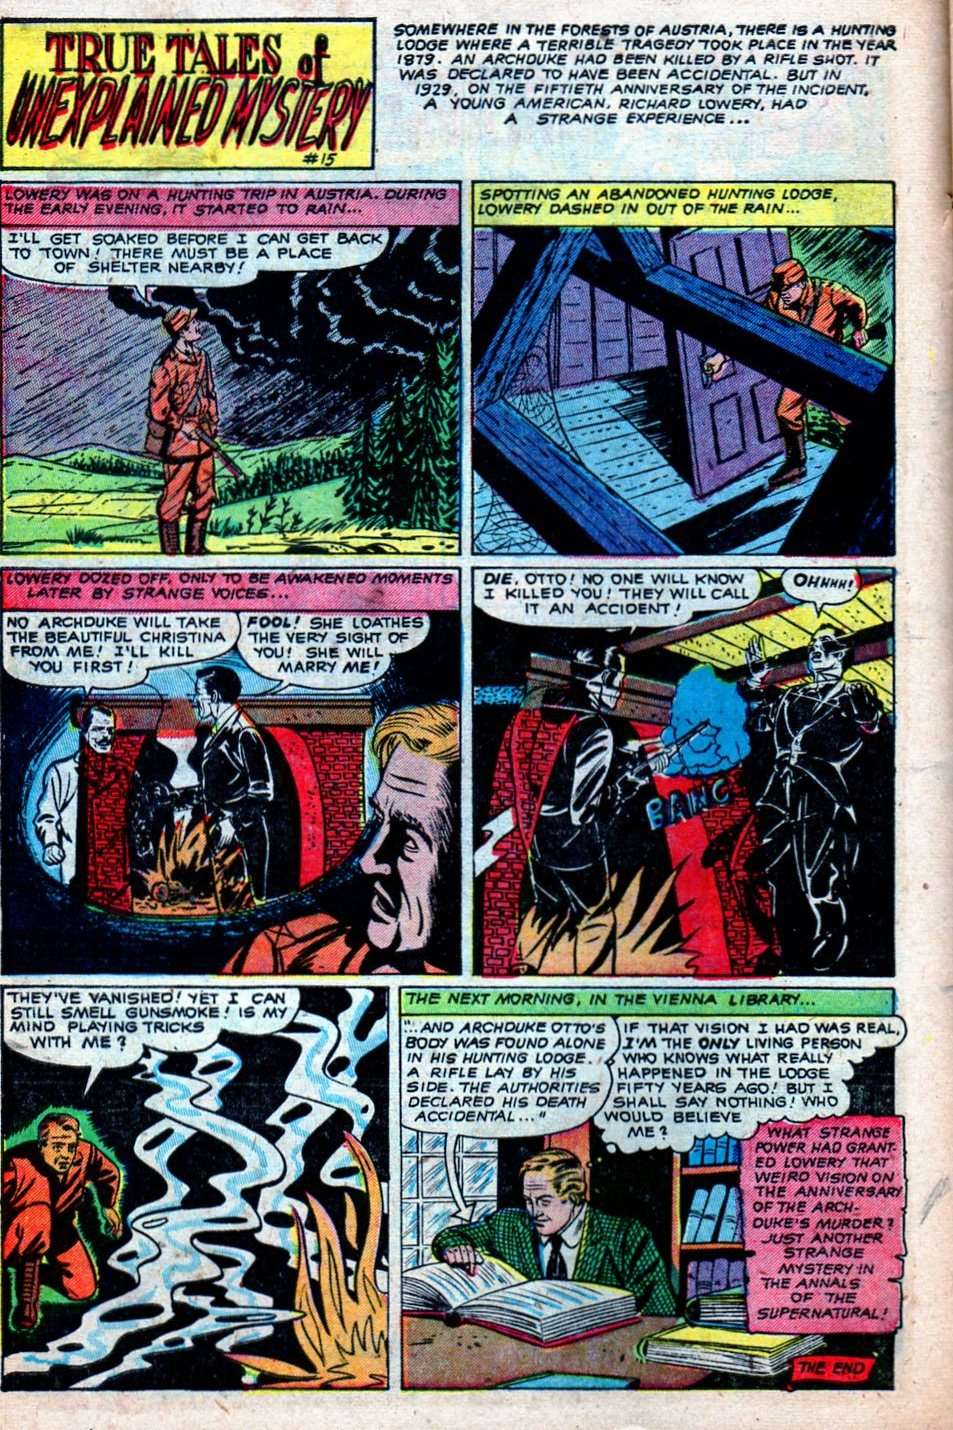 TRUE TALES of
UNEXPLAINED MYSTERY
#15
SOMEWHERE IN THE FORESTS OF AUSTRIA, THERE IS A HUNTING
LODGE WHERE A TERRIBLE TRAGEDY TOOK PLACE IN THE YEAR
1879. AN ARCHDUKE HAD BEEN KILLED BY A RIFLE SHOT. IT
WAS DECLARED TO HAVE BEEN ACCIDENTAL. BUT IN
1929, ON THE FIFTIETH ANNIVERSARY OF THE INCIDENT,
A YOUNG AMERICAN, RICHARD LOWERY, HAD
A STRANGE EXPERIENCE...
LOWERY WAS ON A HUNTING TRIP IN AUSTRIA. DURING
THE EARLY EVENING, IT STARTED TO RAIN...
I'LL GET SOAKED BEFORE I CAN GET BACK
TO TOWN! THERE MUST BE A PLACE
OF SHELTER NEARBY!
SPOTTING AN ABANDONED HUNTING LODGE,
LOWERY DASHED IN OUT OF THE RAIN...
LOWERY DOZED OFF, ONLY TO BE AWAKENED MOMENTS
LATER BY STRANGE VOICES...
NO ARCHDUKE WILL TAKE
THE BEAUTIFUL CHRISTINA
FROM ME! I'LL KILL
YOU FIRST!
FOOL! SHE LOATHES
THE VERY SIGHT OF
YOU! SHE WILL
MARRY ME!
DIE, OTTO! NO ONE WILL KNOW
I KILLED YOU! THEY WILL CALL
IT AN ACCIDENT!
OHHHH!
BANG
THEY'VE VANISHED! YET I CAN
STILL SMELL GUNSMOKE! IS MY
MIND PLAYING TRICKS
WITH ME?
THE NEXT MORNING, IN THE VIENNA LIBRARY...
"...AND ARCHDUKE OTTO'S
BODY WAS FOUND ALONE
IN HIS HUNTING LODGE.
A RIFLE LAY BY HIS
SIDE. THE AUTHORITIES
DECLARED HIS DEATH
ACCIDENTAL..."
IF THAT VISION I HAD WAS REAL,
I'M THE ONLY LIVING PERSON
WHO KNOWS WHAT REALLY
HAPPENED IN THE LODGE
FIFTY YEARS AGO! BUT I
SHALL SAY NOTHING! WHO
WOULD BELIEVE
ME?
WHAT STRANGE
POWER HAD GRANT-
ED LOWERY THAT
WEIRD VISION ON
THE ANNIVERSARY
OF THE ARCH-
DUKE'S MURDER?
JUST ANOTHER
STRANGE
MYSTERY IN
THE ANNALS
OF THE
SUPERNATURAL!
THE END